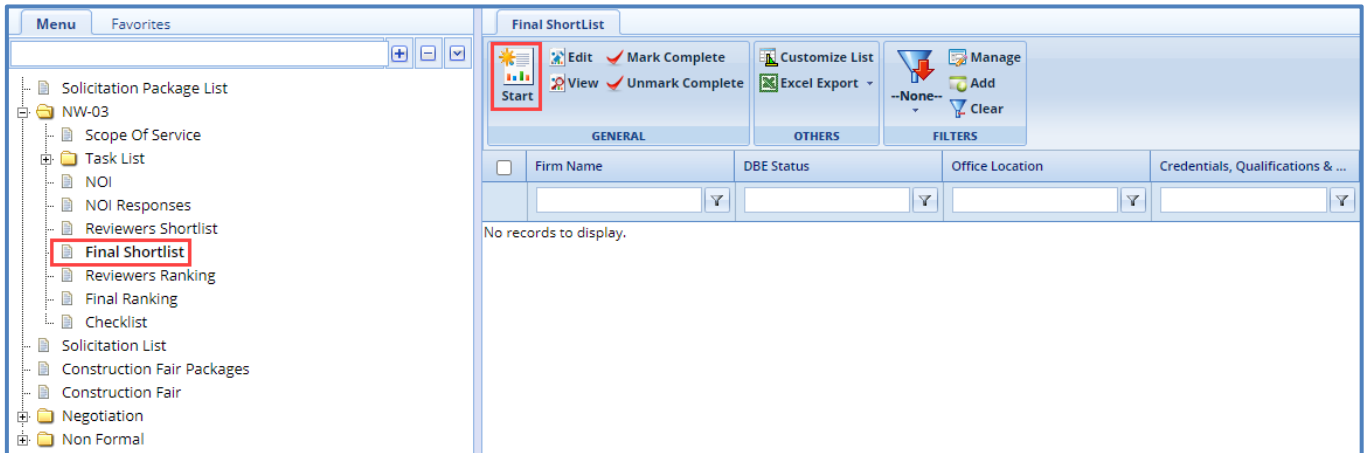 Menu Favorites
Solicitation Package List
NW-03
Scope Of Service
Task List
NOI
NOI Responses
Reviewers Shortlist
Final Shortlist
Reviewers Ranking
Final Ranking
Checklist
Solicitation List
Construction Fair Packages
Construction Fair
Negotiation
Non Formal
Final ShortList
Start
Edit Mark Complete
View Unmark Complete
GENERAL
Customize List
Excel Export
OTHERS
--None--
Manage
Add
Clear
FILTERS
Firm Name DBE Status Office Location Credentials, Qualifications & ...
No records to display.